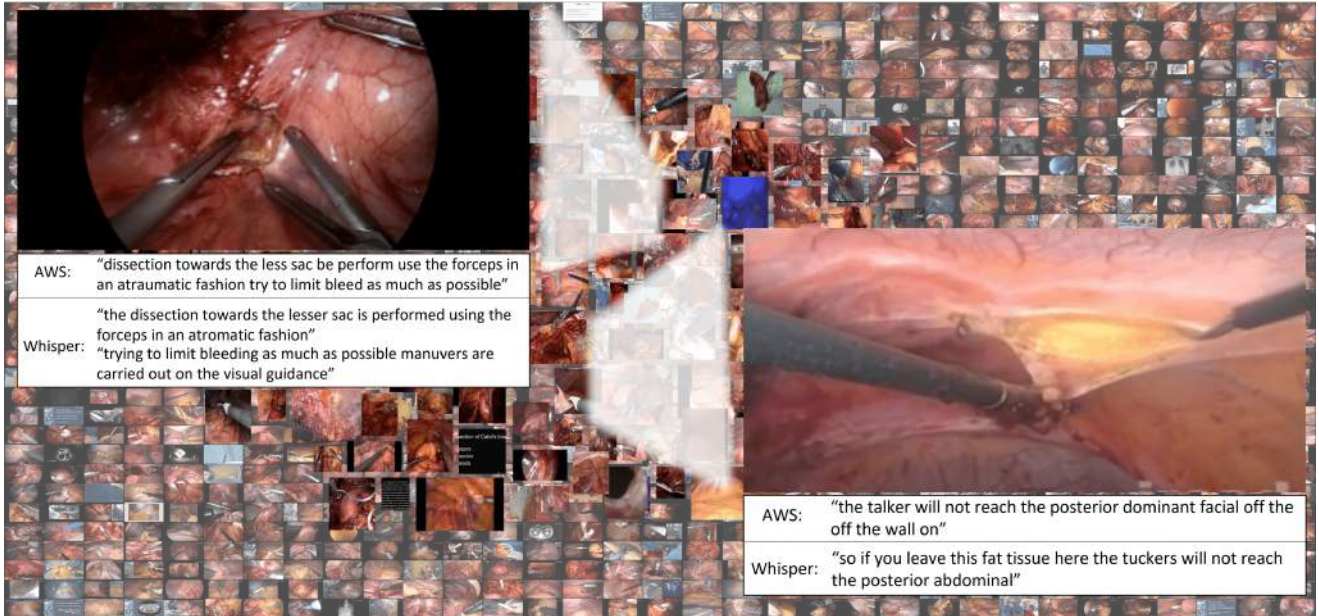 AWS:
"dissection towards the less sac be perform use the forceps in
an atraumatic fashion try to limit bleed as much as possible"
Whisper:
"the dissection towards the lesser sac is performed using the
forceps in an atromatic fashion"
"trying to limit bleeding as much as possible manuvers are
carried out on the visual guidance"
AWS:
"the talker will not reach the posterior dominant facial off the
off the wall on"
Whisper:
"so if you leave this fat tissue here the tuckers will not reach
the posterior abdominal"